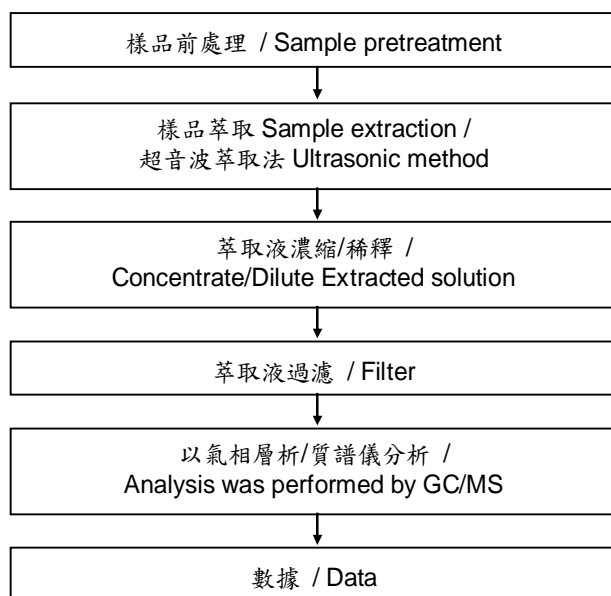 樣品前處理 / Sample pretreatment
樣品萃取 Sample extraction /
超音波萃取法 Ultrasonic method
萃取液濃縮/稀釋 /
Concentrate/Dilute Extracted solution
萃取液過濾 / Filter
以氣相層析/質譜儀分析 /
Analysis was performed by GC/MS
數據 / Data